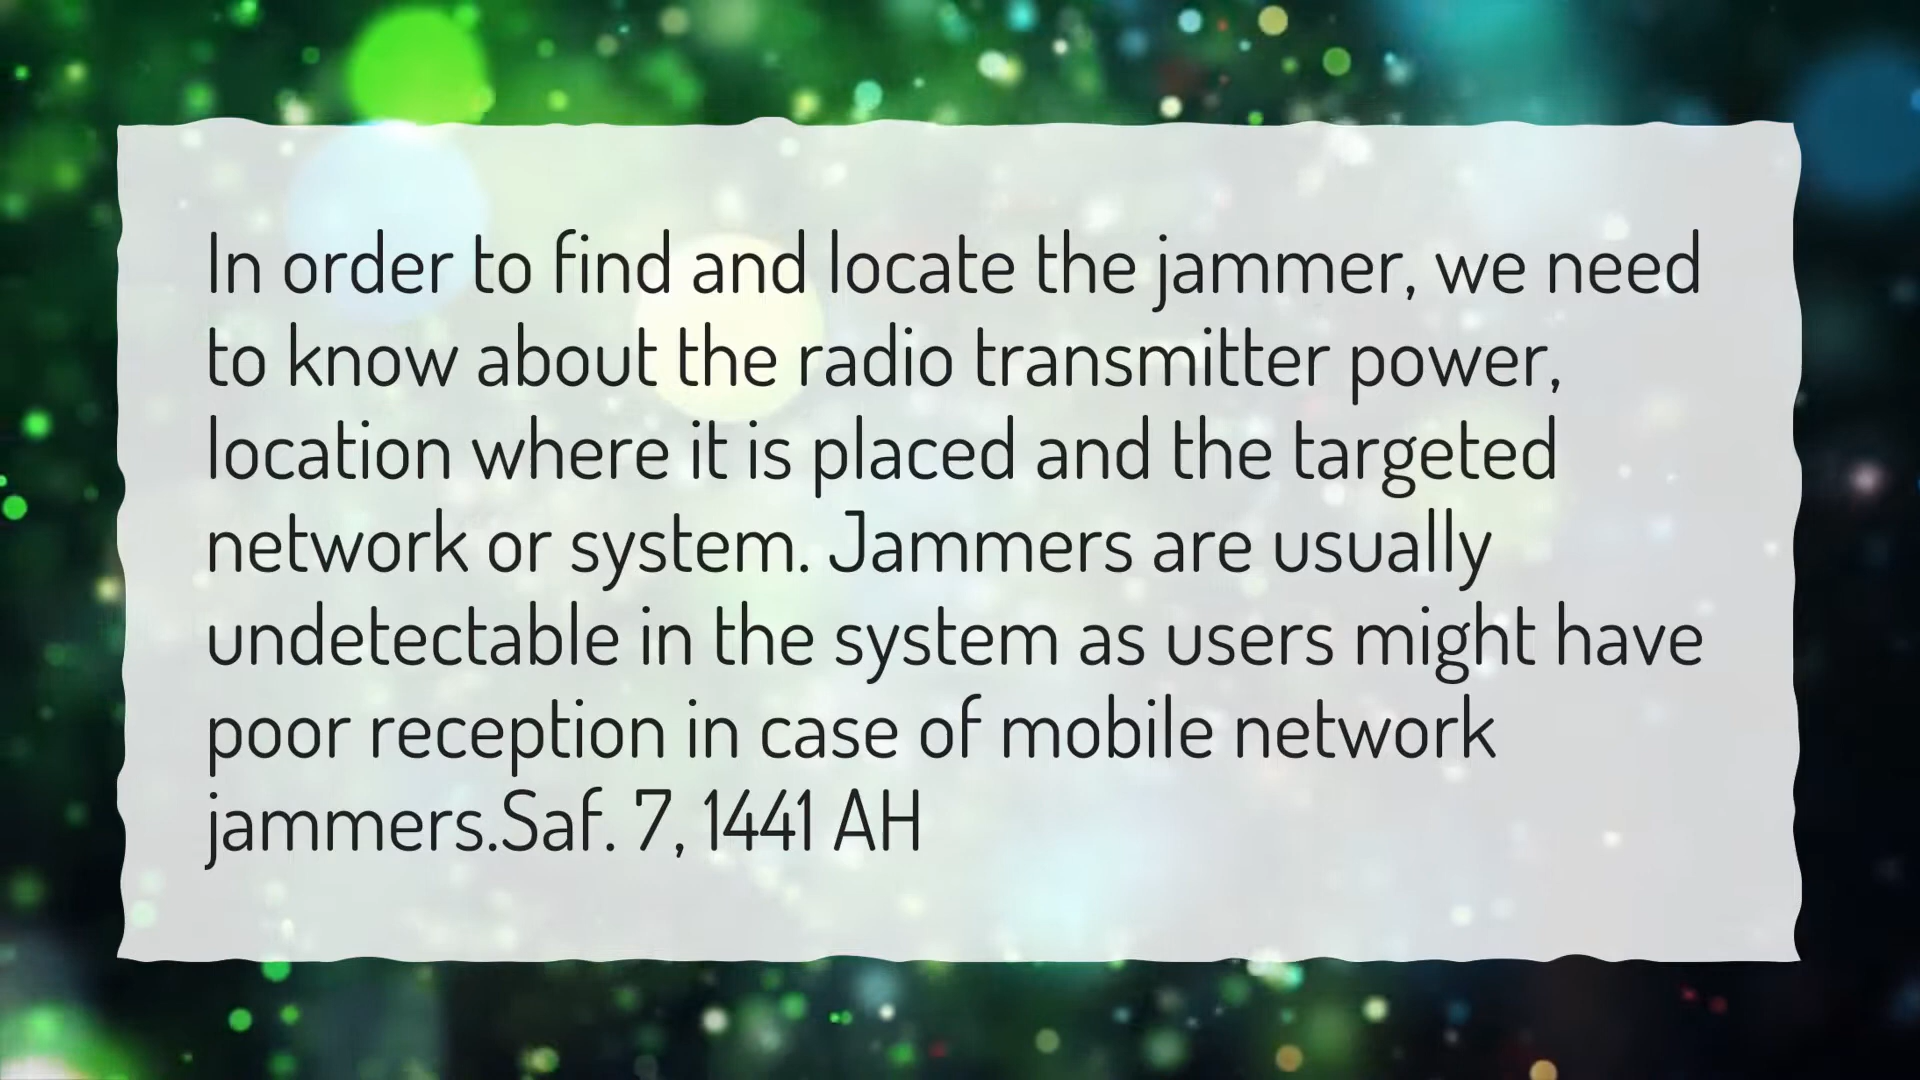 In order to find and locate the jammer, we need
to know about the radio transmitter power,
location where it is placed and the targeted
network or system. Jammers are usually
undetectable in the system as users might have
poor reception in case of mobile network
jammers.Saf. 7, 1441 AH